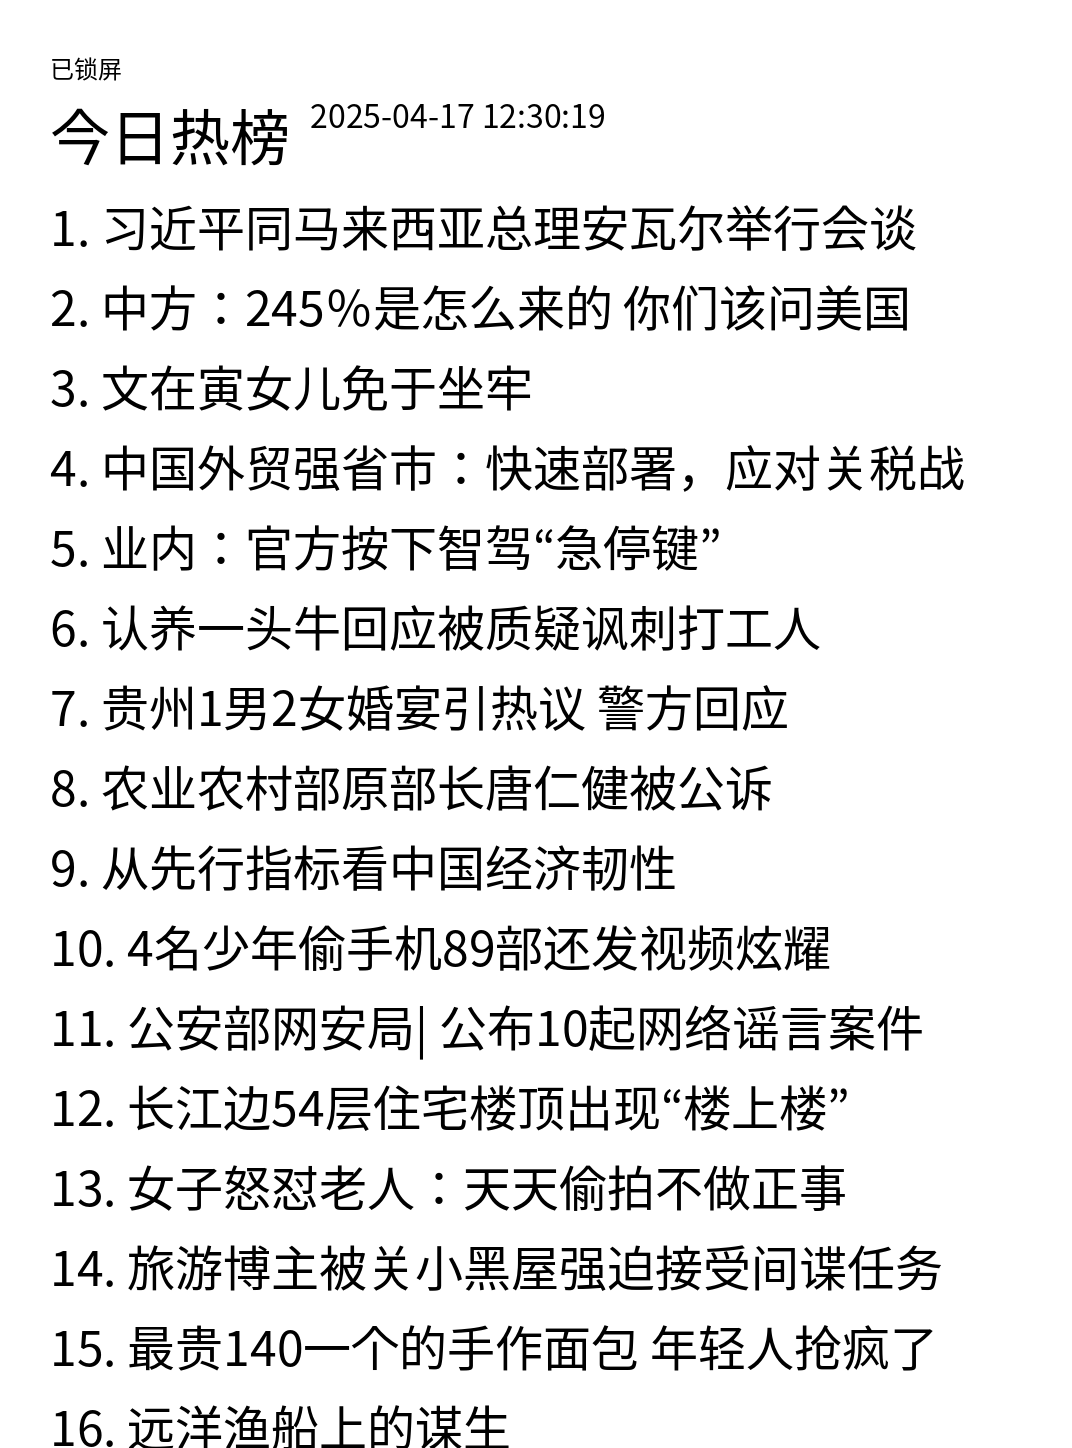 已锁屏
今日热榜 2025-04-17 12:30:19
1. 习近平同马来西亚总理安瓦尔举行会谈
2. 中方：245%是怎么来的 你们该问美国
3. 文在寅女儿免于坐牢
4. 中国外贸强省市：快速部署，应对关税战
5. 业内：官方按下智驾“急停键”
6. 认养一头牛回应被质疑讽刺打工人
7. 贵州1男2女婚宴引热议 警方回应
8. 农业农村部原部长唐仁健被公诉
9. 从先行指标看中国经济韧性
10. 4名少年偷手机89部还发视频炫耀
11. 公安部网安局| 公布10起网络谣言案件
12. 长江边54层住宅楼顶出现“楼上楼”
13. 女子怒怼老人：天天偷拍不做正事
14. 旅游博主被关小黑屋强迫接受间谍任务
15. 最贵140一个的手作面包 年轻人抢疯了
16. 远洋渔船上的谋生